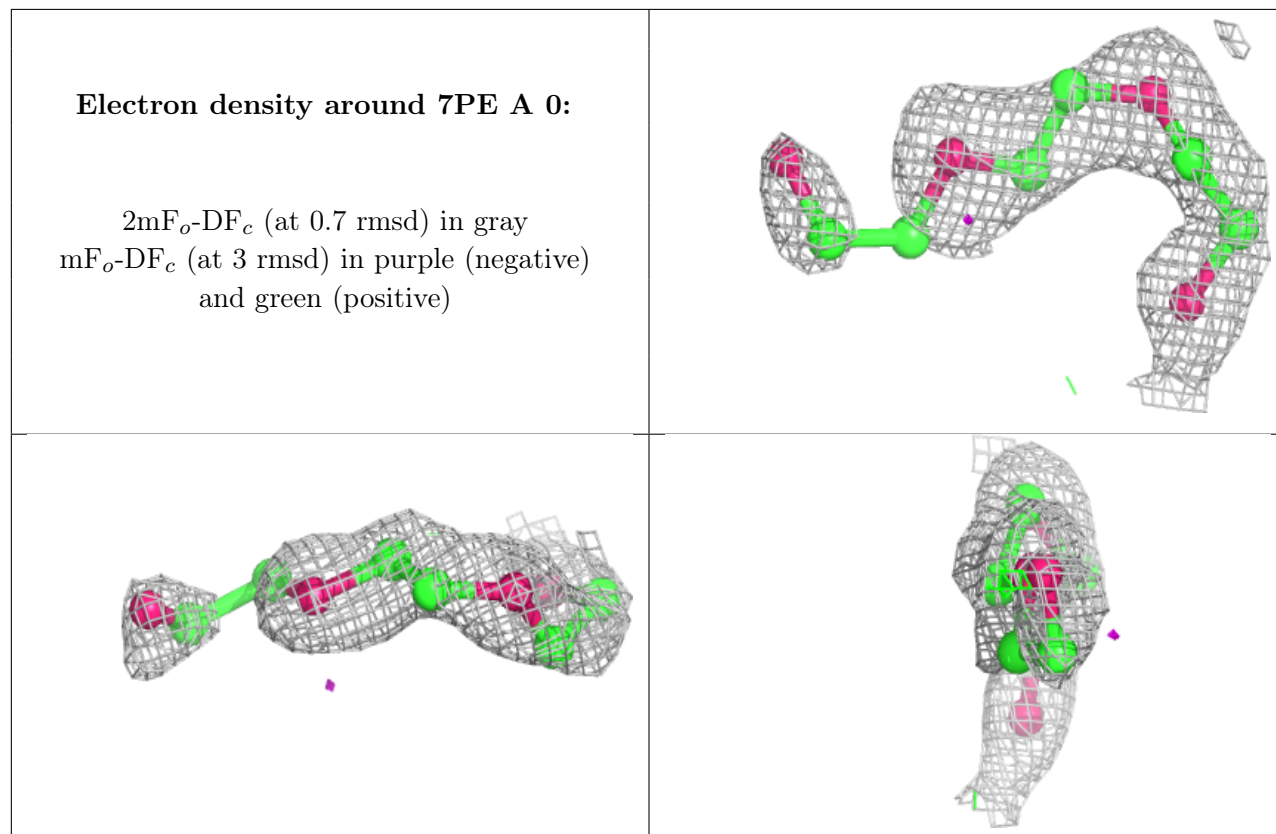 Electron density around 7PE A 0:
2mFo-DFc (at 0.7 rmsd) in gray
mFo-DFc (at 3 rmsd) in purple (negative)
and green (positive)